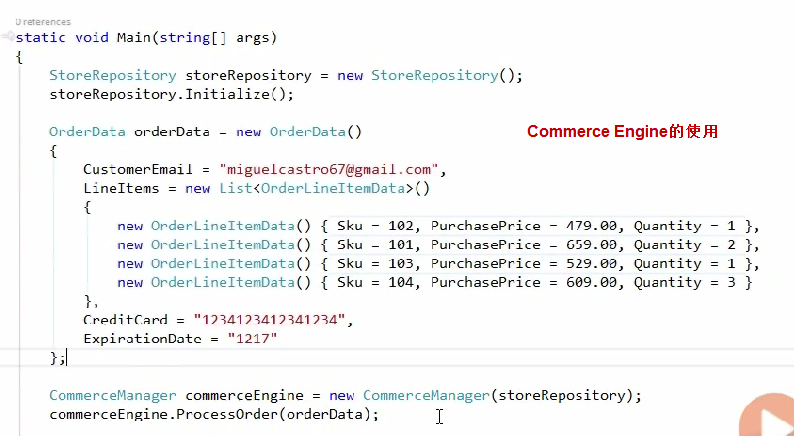 0 references
static void Main(string[] args)
{
StoreRepository storeRepository = new StoreRepository();
storeRepository.Initialize();
OrderData orderData = new OrderData()
Commerce Engine的使用
{
CustomerEmail = "miguelcastro67@gmail.com",
LineItems = new List<OrderLineItemData>()
{
new OrderLineItemData() { Sku = 102, PurchasePrice = 479.00, Quantity = 1 },
new OrderLineItemData() { Sku = 101, PurchasePrice = 659.00, Quantity = 2 },
new OrderLineItemData() { Sku = 103, PurchasePrice = 529.00, Quantity = 1 },
new OrderLineItemData() { Sku = 104, PurchasePrice = 609.00, Quantity = 3 }
},
CreditCard = "1234123412341234",
ExpirationDate = "1217"
};
CommerceManager commerceEngine = new CommerceManager(storeRepository);
commerceEngine.ProcessOrder(orderData);